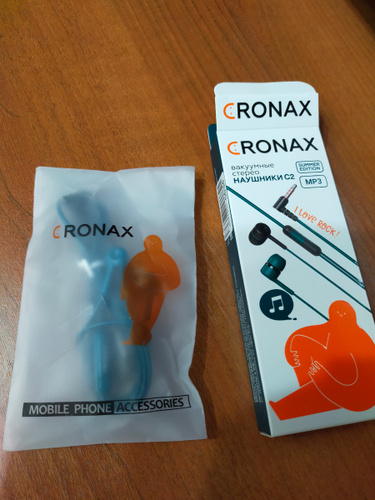 CRONAX
CRONAX
вакуумные
стерео
НАУШНИКИ C2
SUMMER
EDITION
MP3
I LOVE ROCK!
CRONAX
MOBILE PHONE ACCESSORIES